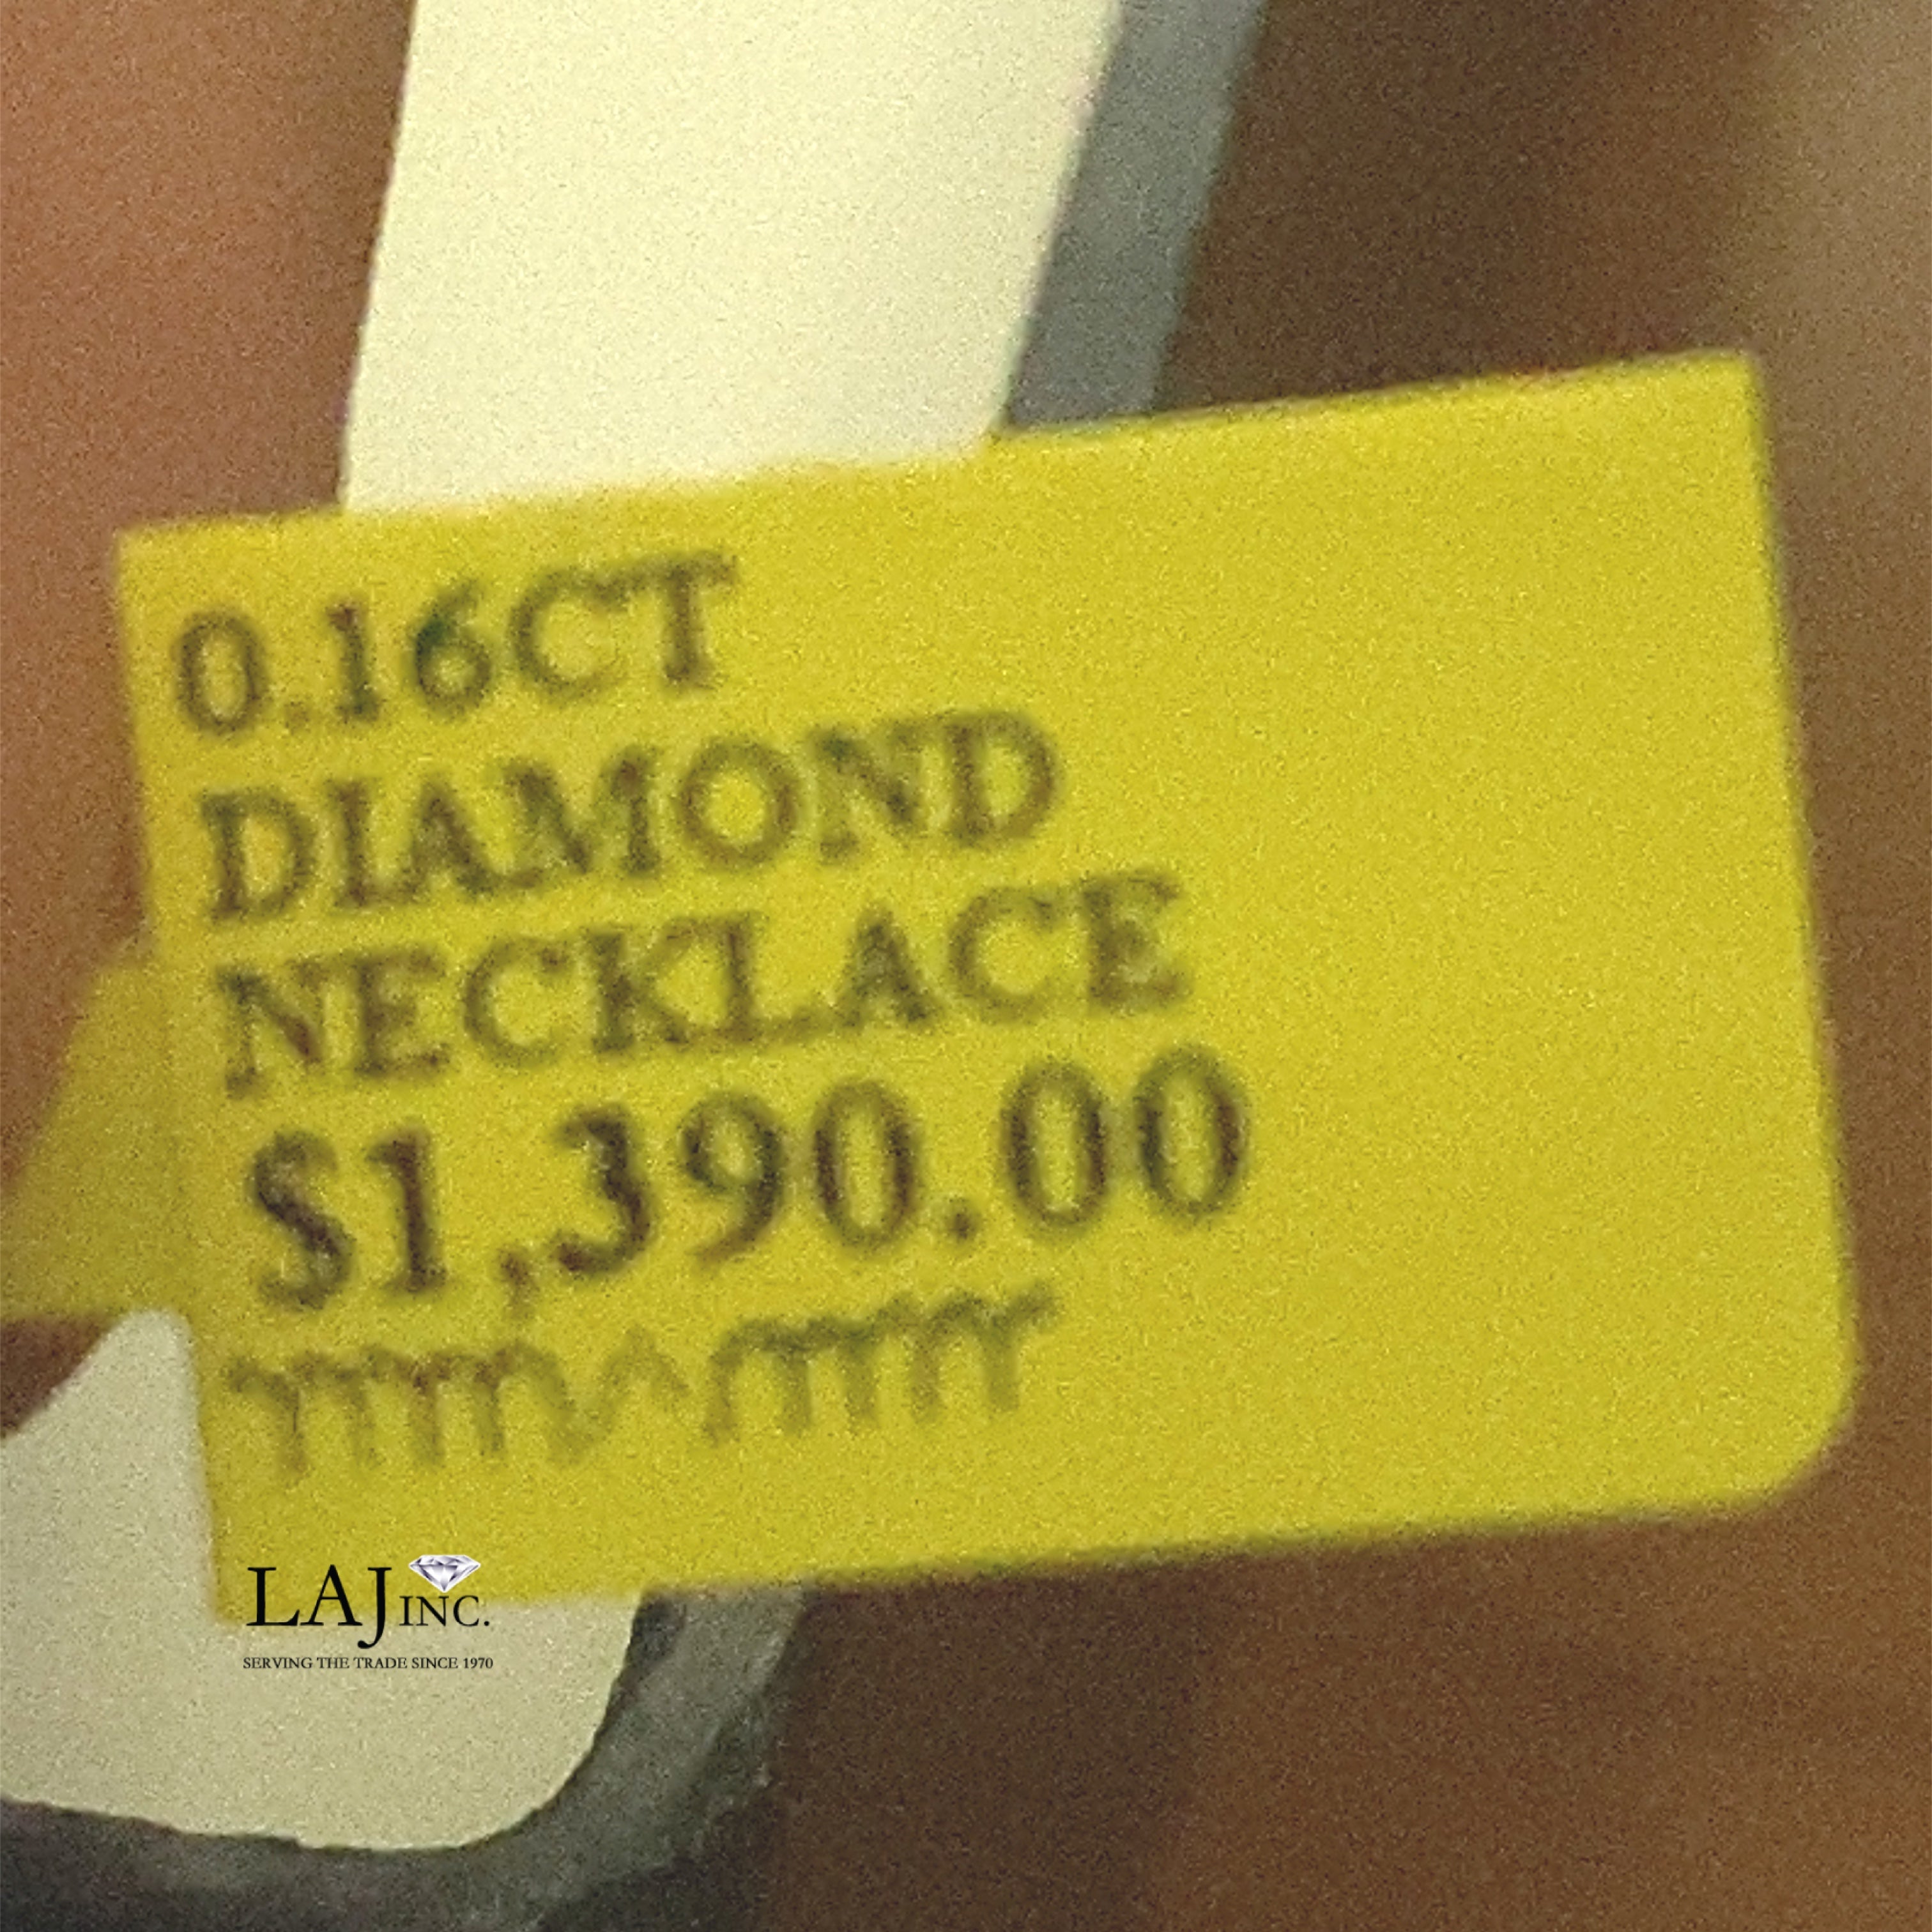 0.16CT
DIAMOND
NECKLACE
$1,390.00
LAJ INC.
SERVING THE TRADE SINCE 1970